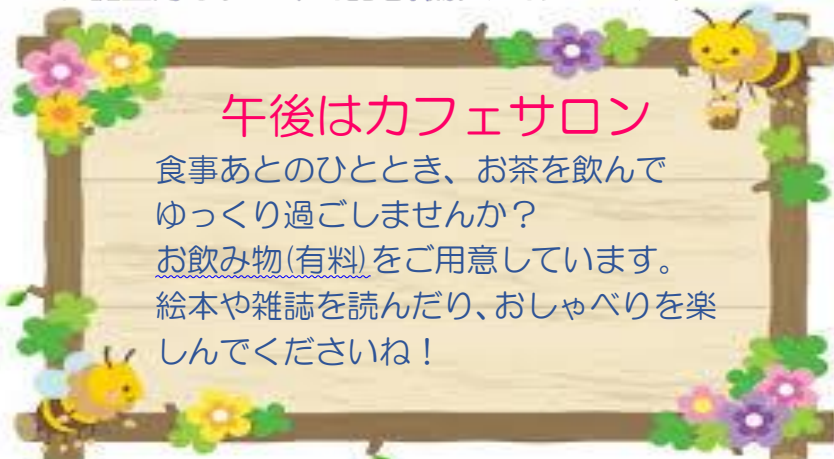 午後はカフェサロン
食事あとのひととき、お茶を飲んで
ゆっくり過ごしませんか？
お飲み物(有料)をご用意しています。
絵本や雑誌を読んだり、おしゃべりを楽
しんでくださいね！